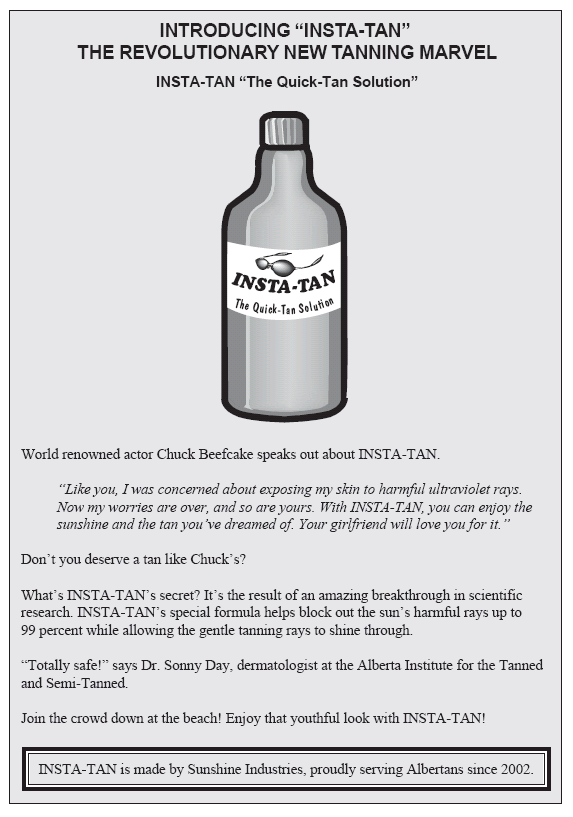 INTRODUCING “INSTA-TAN”
THE REVOLUTIONARY NEW TANNING MARVEL
INSTA-TAN “The Quick-Tan Solution”
INSTA-TAN
The Quick-Tan Solution
World renowned actor Chuck Beefcake speaks out about INSTA-TAN.
“Like you, I was concerned about exposing my skin to harmful ultraviolet rays.
Now my worries are over, and so are yours. With INSTA-TAN, you can enjoy the
sunshine and the tan you’ve dreamed of. Your girlfriend will love you for it.”
Don’t you deserve a tan like Chuck’s?
What’s INSTA-TAN’s secret? It’s the result of an amazing breakthrough in scientific
research. INSTA-TAN’s special formula helps block out the sun’s harmful rays up to
99 percent while allowing the gentle tanning rays to shine through.
“Totally safe!” says Dr. Sonny Day, dermatologist at the Alberta Institute for the Tanned
and Semi-Tanned.
Join the crowd down at the beach! Enjoy that youthful look with INSTA-TAN!
INSTA-TAN is made by Sunshine Industries, proudly serving Albertans since 2002.